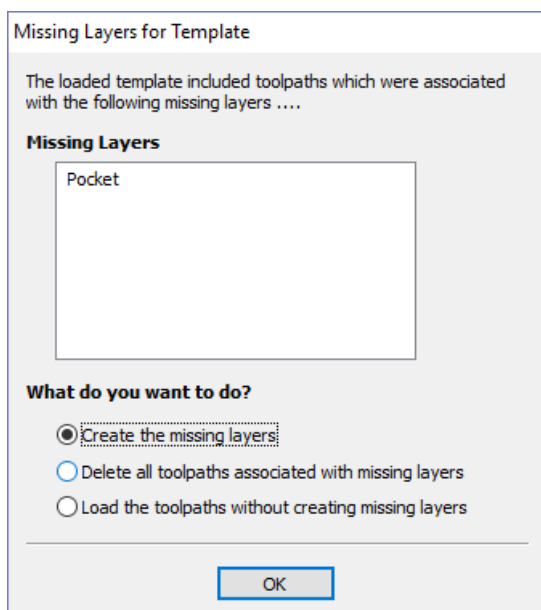 Missing Layers for Template
The loaded template included toolpaths which were associated
with the following missing layers ....
Missing Layers
Pocket
What do you want to do?
Create the missing layers
Delete all toolpaths associated with missing layers
Load the toolpaths without creating missing layers
OK